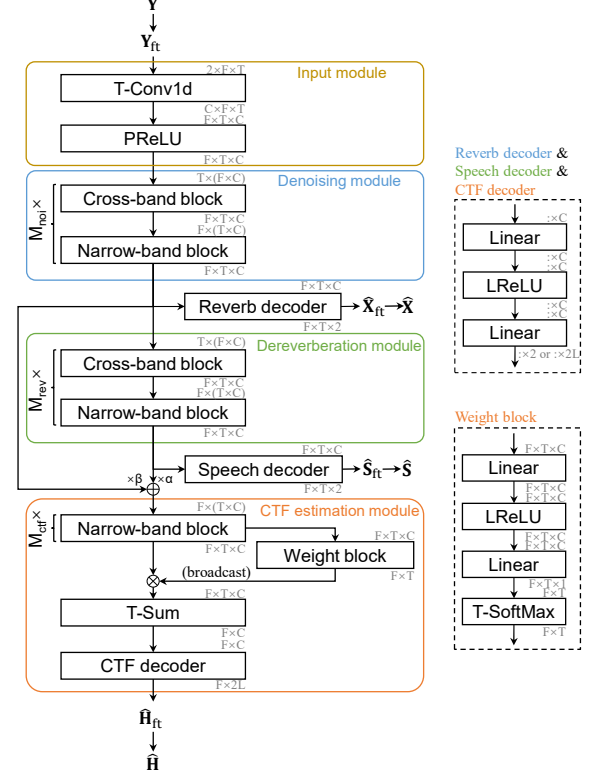 Y
Y_ft
Input module
2×F×T
T-Conv1d
C×F×T
F×T×C
PReLU
F×T×C
Denoising module
T×(F×C)
M_noi×
Cross-band block
F×T×C
F×(T×C)
Narrow-band block
F×T×C
F×T×C
Reverb decoder
X̂_ft
X̂
F×T×2
Dereverberation module
T×(F×C)
M_rev×
Cross-band block
F×T×C
F×(T×C)
Narrow-band block
F×T×C
F×T×C
Speech decoder
Ŝ_ft
Ŝ
F×T×2
×β
×α
CTF estimation module
F×(T×C)
M_ctf×
Narrow-band block
F×T×C
F×T×C
Weight block
F×T
(broadcast)
F×T×C
T-Sum
F×C
F×C
CTF decoder
F×2L
Ĥ_ft
Ĥ
Reverb decoder &
Speech decoder &
CTF decoder
:×C
Linear
:×C
:×C
LReLU
:×C
:×C
Linear
:×2 or :×2L
Weight block
F×T×C
Linear
F×T×C
F×T×C
LReLU
F×T×C
F×T×C
Linear
F×T×1
F×T
T-SoftMax
F×T